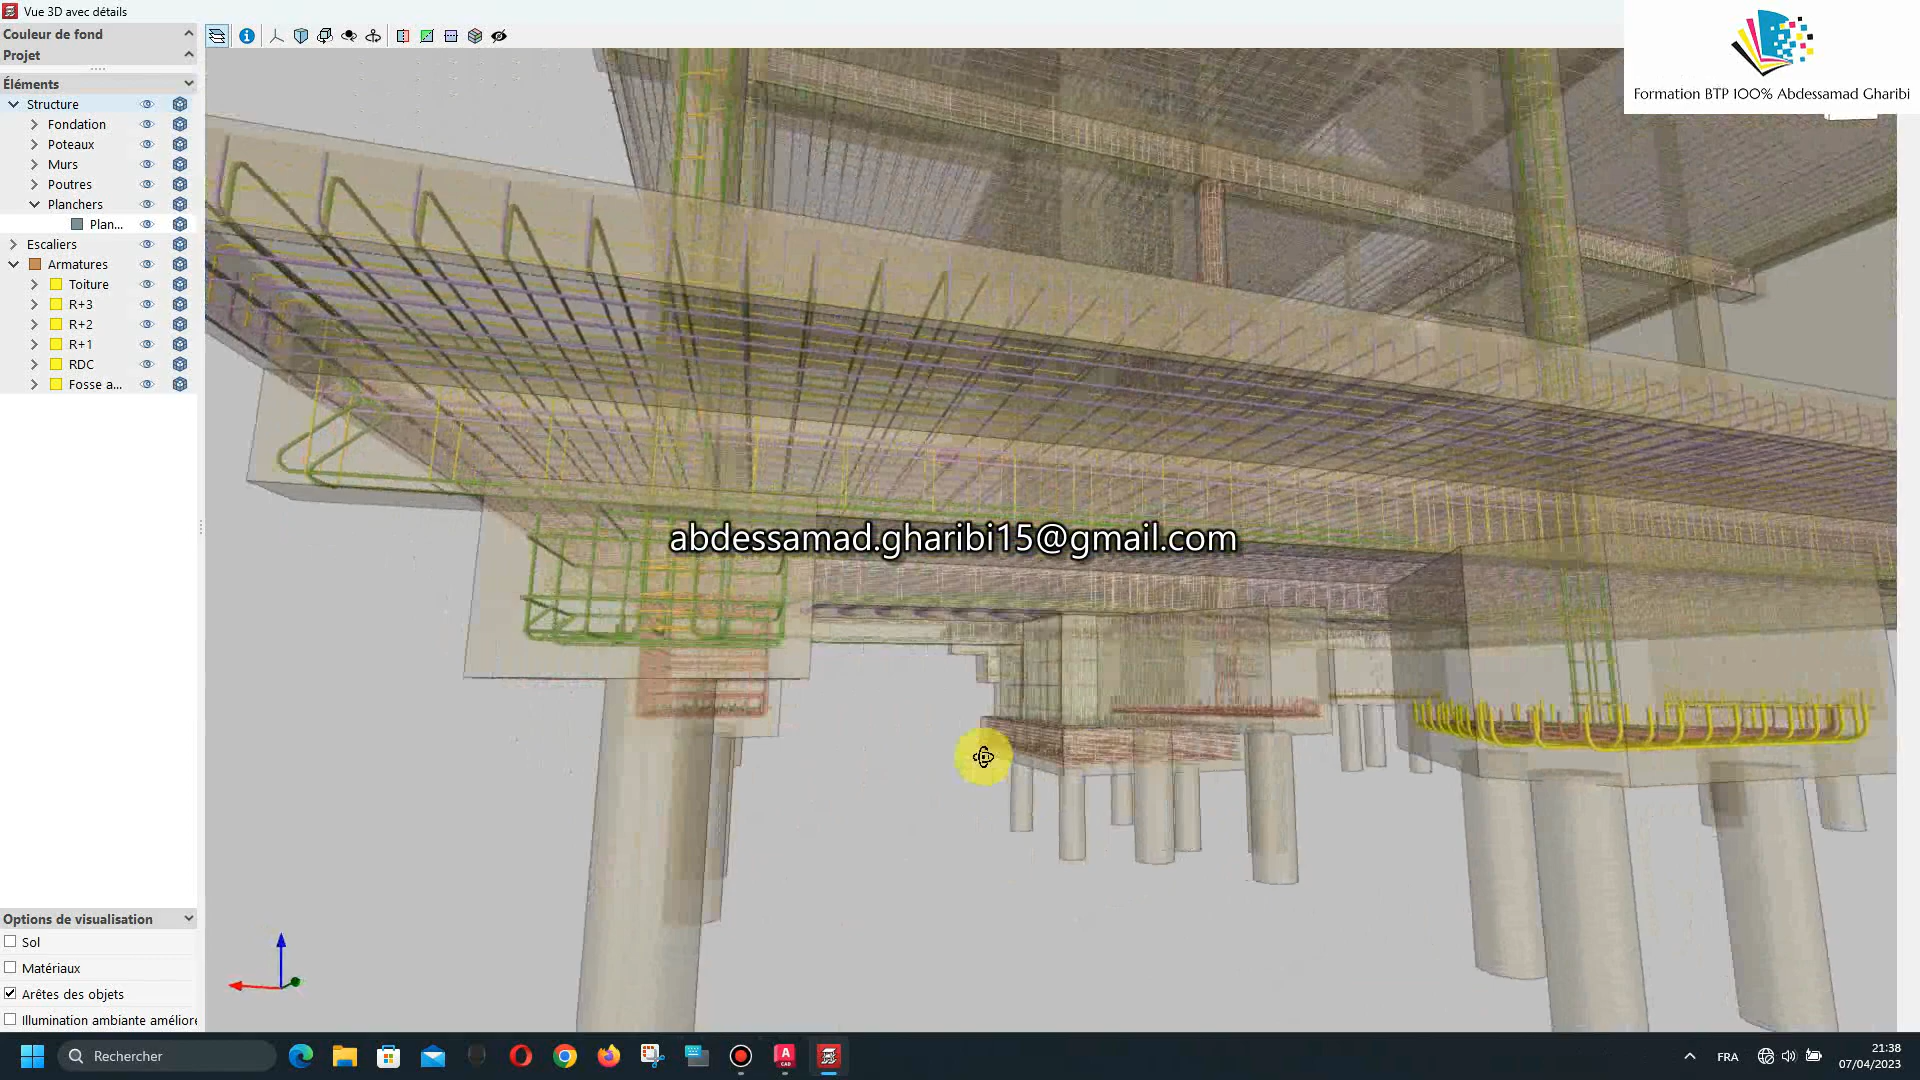 Vue 3D avec détails
Couleur de fond
Projet
Éléments
Structure
Fondation
Poteaux
Murs
Poutres
Planchers
Plan...
Escaliers
Armatures
Toiture
R+3
R+2
R+1
RDC
Fosse a...
Options de visualisation
Sol
Matériaux
Arêtes des objets
Illumination ambiante améliore
Formation BTP 100% Abdessamad Gharibi
abdessamad.gharibi15@gmail.com
Rechercher
FRA
21:38
07/04/2023